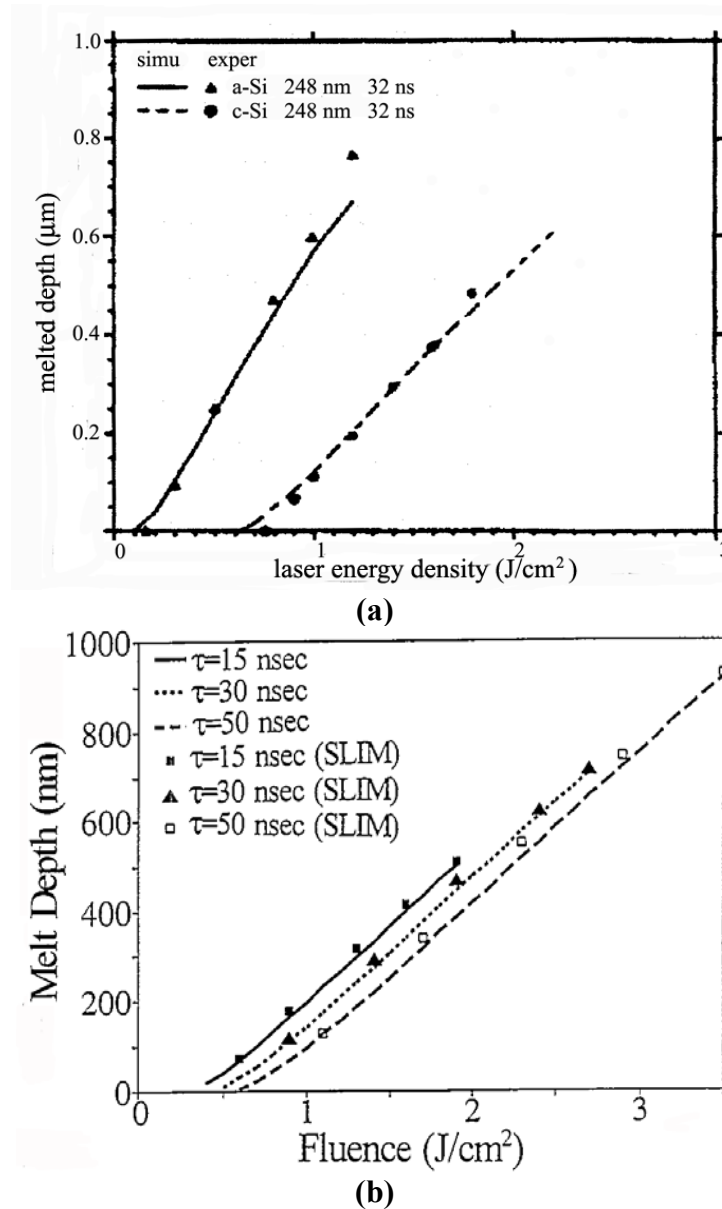 1.0
simu exper
a-Si 248 nm 32 ns
c-Si 248 nm 32 ns
0.8
0.6
melted depth (μm)
0.4
0.2
0 1 2 3
laser energy density (J/cm²)
(a)
1000
τ=15 nsec
τ=30 nsec
τ=50 nsec
800
τ=15 nsec (SLIM)
τ=30 nsec (SLIM)
τ=50 nsec (SLIM)
600
Melt Depth (nm)
400
200
0
0 1 2 3
Fluence (J/cm²)
(b)